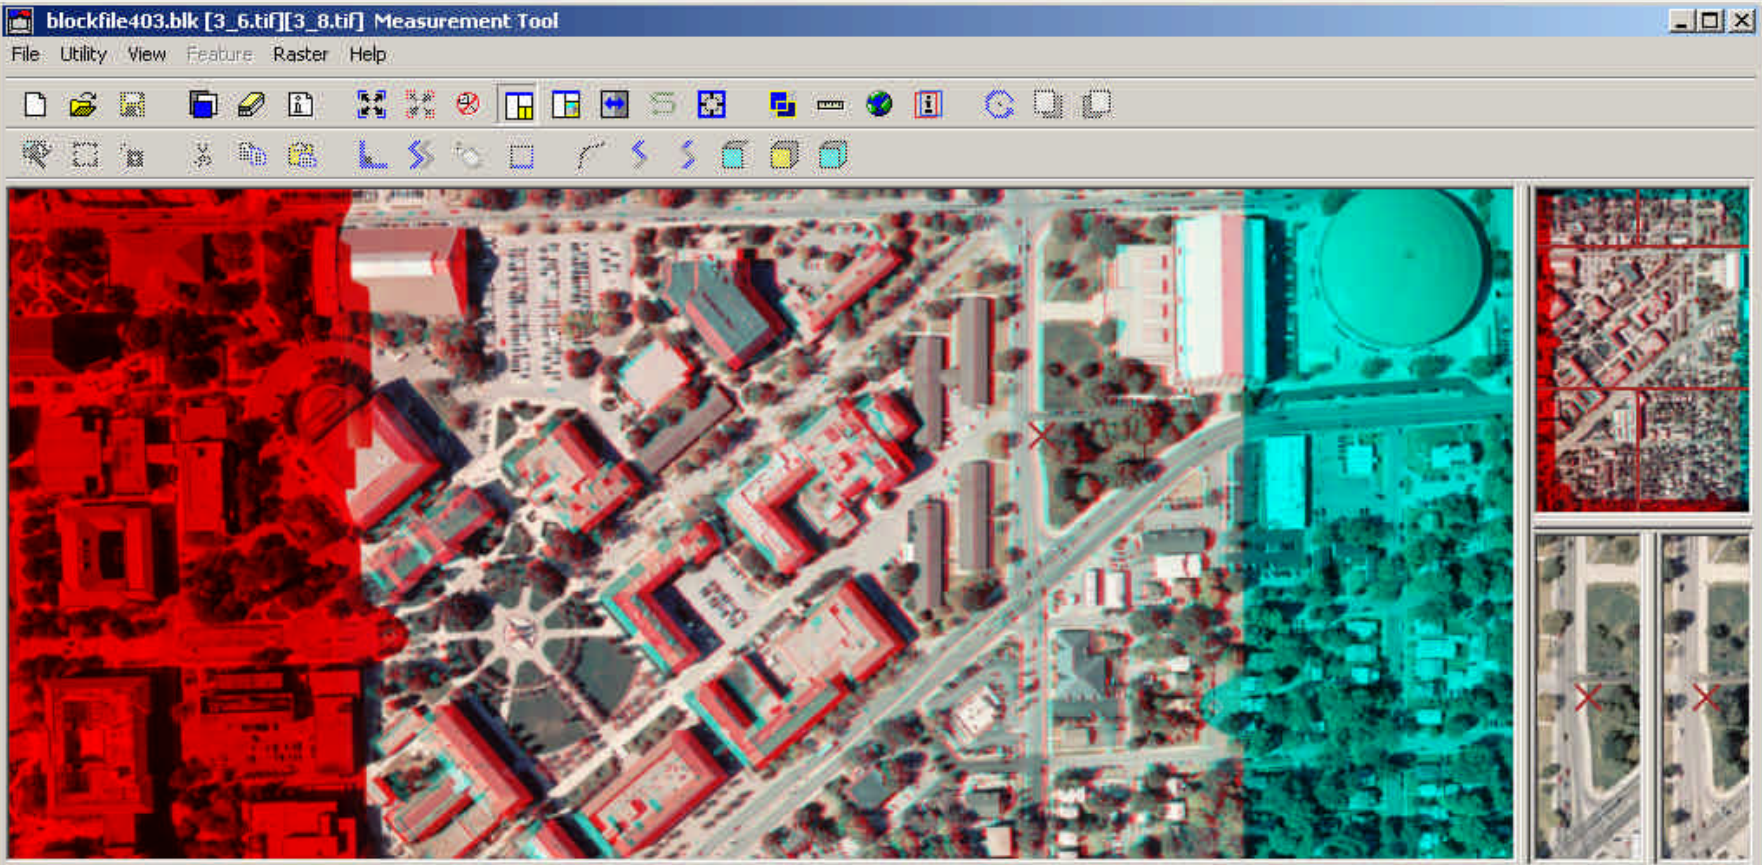 blockfile403.blk [3_6.tif][3_8.tif] Measurement Tool
File Utility View Feature Raster Help